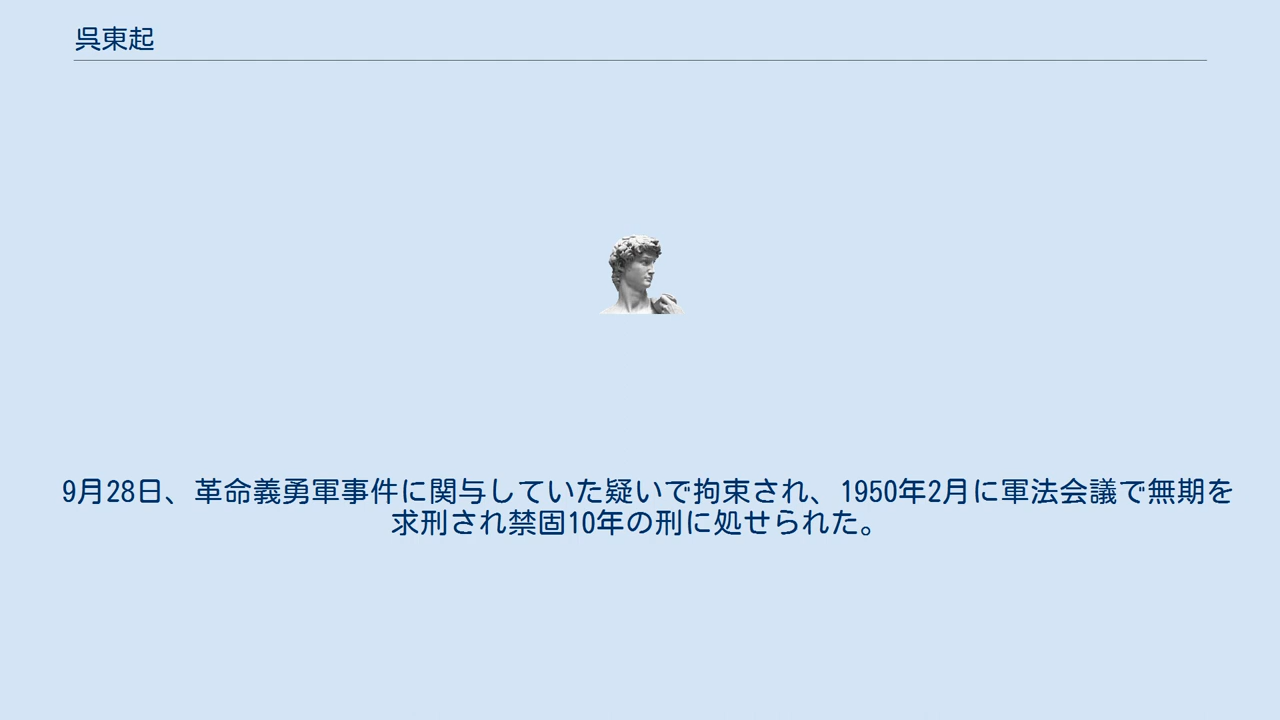 呉東起
9月28日、革命義勇軍事件に関与していた疑いで拘束され、1950年2月に軍法会議で無期を
求刑され禁固10年の刑に処せられた。